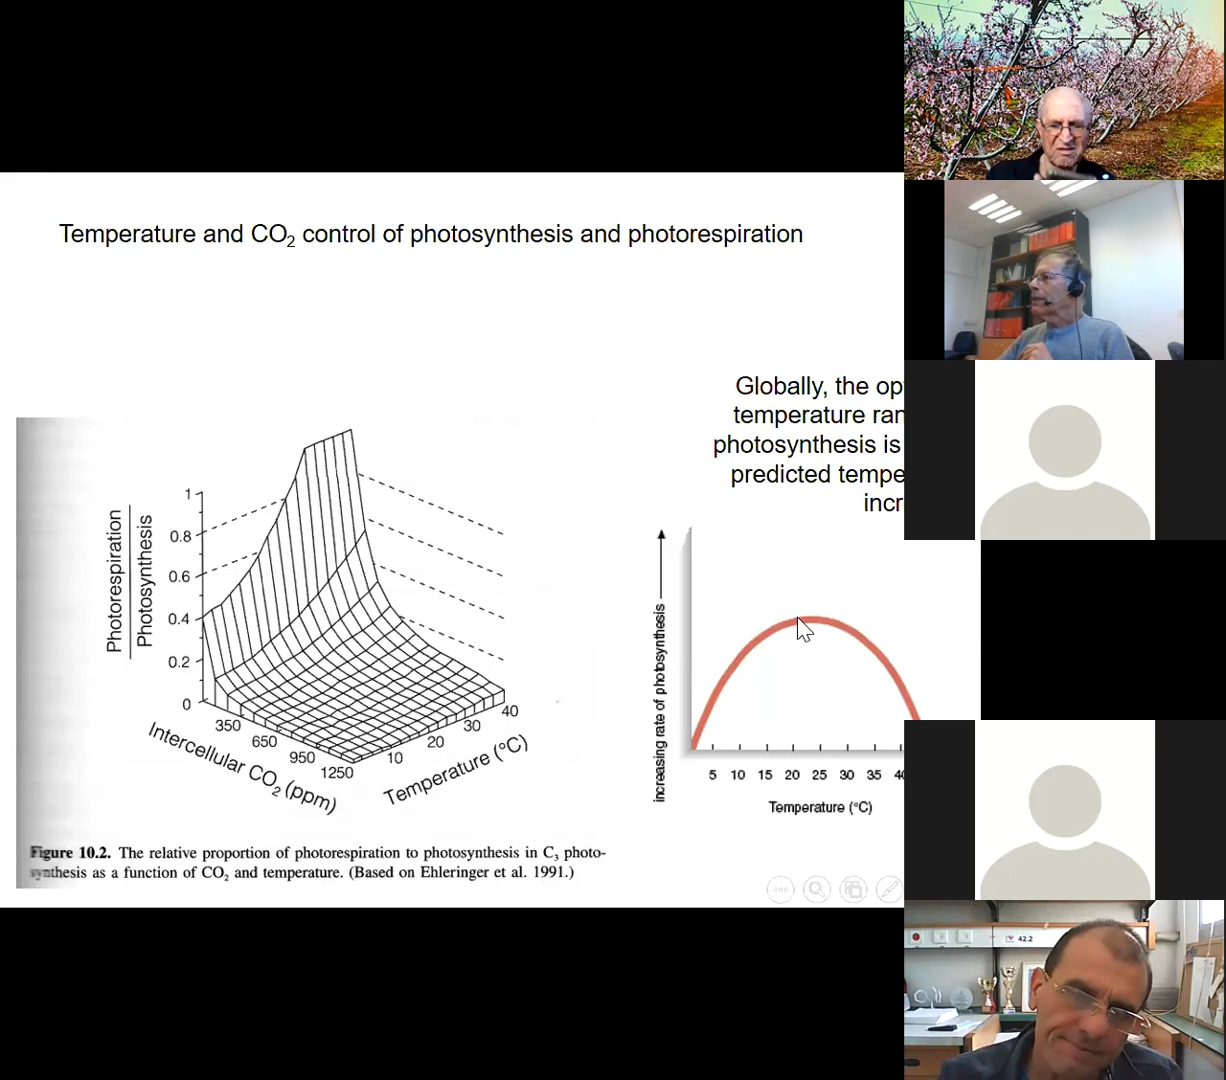 Temperature and CO₂ control of photosynthesis and photorespiration
Globally, the op
temperature ran
photosynthesis is
predicted tempe
incr
Photorespiration
Photosynthesis
1
0.8
0.6
0.4
0.2
0
350
650
950
1250
Intercellular CO₂ (ppm)
10
20
30
40
Temperature (°C)
Figure 10.2. The relative proportion of photorespiration to photosynthesis in C₃ photo-
synthesis as a function of CO₂ and temperature. (Based on Ehleringer et al. 1991.)
increasing rate of photosynthesis
5 10 15 20 25 30 35 40
Temperature (°C)
42.2